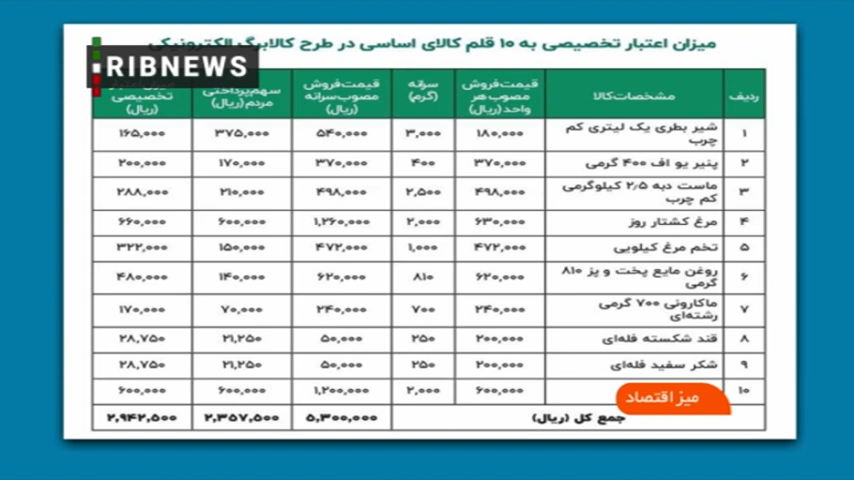 میزان اعتبار تخصیصی به ۱۰ قلم کالای اساسی در طرح کالابرگ الکترونیکی
RIBNEWS
ردیف مشخصات‌کالا قیمت‌فروش مصوب‌هر واحد(ریال) سرانه (گرم) قیمت‌فروش مصوب‌سرانه (ریال) سهم‌پرداختی مردم(ریال) تخصیصی (ریال)
۱ شیر بطری یک لیتری کم چرب ۱۸۰,۰۰۰ ۳,۰۰۰ ۵۴۰,۰۰۰ ۳۷۵,۰۰۰ ۱۶۵,۰۰۰
۲ پنیر یو اف ۴۰۰ گرمی ۳۷۰,۰۰۰ ۴۰۰ ۳۷۰,۰۰۰ ۱۷۰,۰۰۰ ۲۰۰,۰۰۰
۳ ماست دبه ۲/۵ کیلوگرمی کم چرب ۴۹۸,۰۰۰ ۲,۵۰۰ ۴۹۸,۰۰۰ ۲۱۰,۰۰۰ ۲۸۸,۰۰۰
۴ مرغ کشتار روز ۶۳۰,۰۰۰ ۲,۰۰۰ ۱,۲۶۰,۰۰۰ ۶۰۰,۰۰۰ ۶۶۰,۰۰۰
۵ تخم مرغ کیلویی ۴۷۲,۰۰۰ ۱,۰۰۰ ۴۷۲,۰۰۰ ۱۵۰,۰۰۰ ۳۲۲,۰۰۰
۶ روغن مایع پخت و پز ۸۱۰ گرمی ۶۲۰,۰۰۰ ۸۱۰ ۶۲۰,۰۰۰ ۱۴۰,۰۰۰ ۴۸۰,۰۰۰
۷ ماکارونی ۷۰۰ گرمی رشته‌ای ۲۴۰,۰۰۰ ۷۰۰ ۲۴۰,۰۰۰ ۷۰,۰۰۰ ۱۷۰,۰۰۰
۸ قند شکسته فله‌ای ۲۰۰,۰۰۰ ۲۵۰ ۵۰,۰۰۰ ۲۱,۲۵۰ ۲۸,۷۵۰
۹ شکر سفید فله‌ای ۲۰۰,۰۰۰ ۲۵۰ ۵۰,۰۰۰ ۲۱,۲۵۰ ۲۸,۷۵۰
۱۰ ۶۰۰,۰۰۰ ۲,۰۰۰ ۱,۲۰۰,۰۰۰ ۶۰۰,۰۰۰ ۶۰۰,۰۰۰
میز اقتصاد
جمع کل (ریال) ۵,۳۰۰,۰۰۰ ۲,۳۵۷,۵۰۰ ۲,۹۴۲,۵۰۰